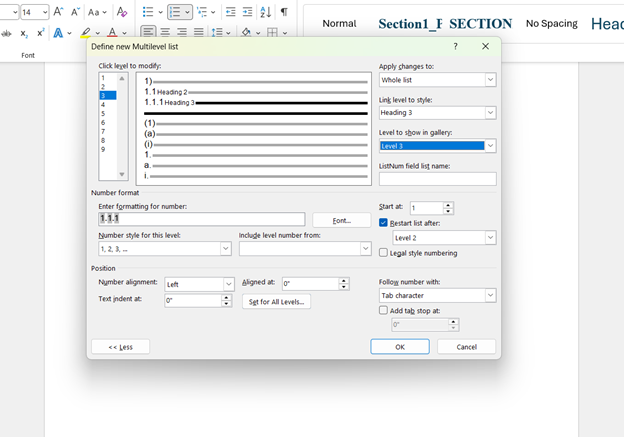 14
Aa
Normal
Section1_F
SECTION
No Spacing
Head
Font
Define new Multilevel list
?
Click level to modify:
1
2
3
4
5
6
7
8
9
1)
1.1 Heading 2
1.1.1 Heading 3
(1)
(a)
(i)
1.
a.
i.
Apply changes to:
Whole list
Link level to style:
Heading 3
Level to show in gallery:
Level 3
ListNum field list name:
Number format
Enter formatting for number:
1.1.1
Font...
Number style for this level:
1, 2, 3, ...
Include level number from:
Start at:
1
Restart list after:
Level 2
Legal style numbering
Position
Number alignment:
Left
Aligned at:
0"
Text indent at:
0"
Set for All Levels...
Follow number with:
Tab character
Add tab stop at:
0"
<< Less
OK
Cancel